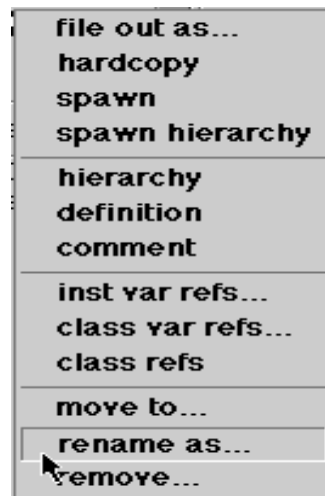 file out as...
hardcopy
spawn
spawn hierarchy
hierarchy
definition
comment
inst var refs...
class var refs...
class refs
move to...
rename as...
remove...